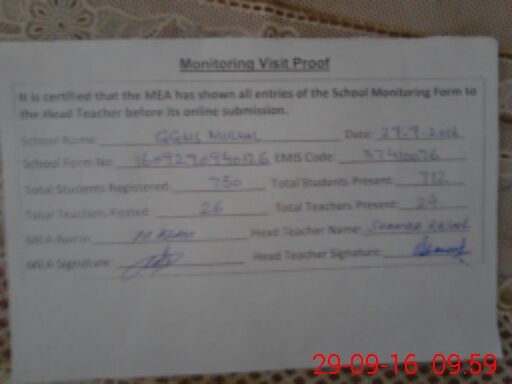 Monitoring Visit Proof
It is certified that the MEA has shown all entries of the School Monitoring Form to
the Head Teacher before its online submission.
School Name: GGHS Date: 29-9-2016
School Form No: EMIS Code:
Total Students Registered: 750 Total Students Present: 712
Total Teachers Posted: 26 Total Teachers Present: 24
MEA Name: Head Teacher Name:
MEA Signature: Head Teacher Signature:
29-09-16 09:59